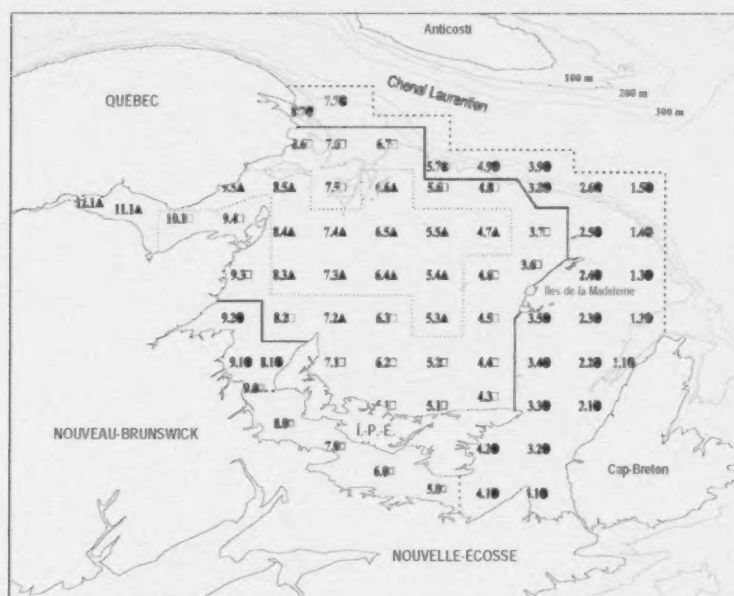 Anticosti
100 m
200 m
300 m
Chenal Laurentien
QUÉBEC
7.7
8.6□ 7.6□ 6.7□
5.7 4.9 3.9
8.5▲ 7.5□ 6.6▲ 5.6□ 4.8□ 2.6 1.5
12.1▲ 11.1▲ 10.1□ 9.4□
8.4▲ 7.4▲ 6.5▲ 5.5▲ 4.7▲ 3.7□ 2.5 1.4
3.6□
9.3□ 8.3▲ 7.3▲ 6.4▲ 5.4▲ 4.6□ 2.4 1.3
Îles-de-la Madeleine
9.2 8.2□ 7.2▲ 6.3□ 5.3▲ 4.5□ 3.5 2.3 1.2
9.1 8.1 7.1□ 6.2□ 5.2□ 4.4□ 3.4 2.2 1.1
9.0□
4.3□
5.1□ 3.3 2.1
8.0□ Î.-P.-É.
NOUVEAU-BRUNSWICK
7.0□ 4.2 3.2
6.0□ Cap-Breton
5.0□ 4.1 3.1
NOUVELLE-ÉCOSSE